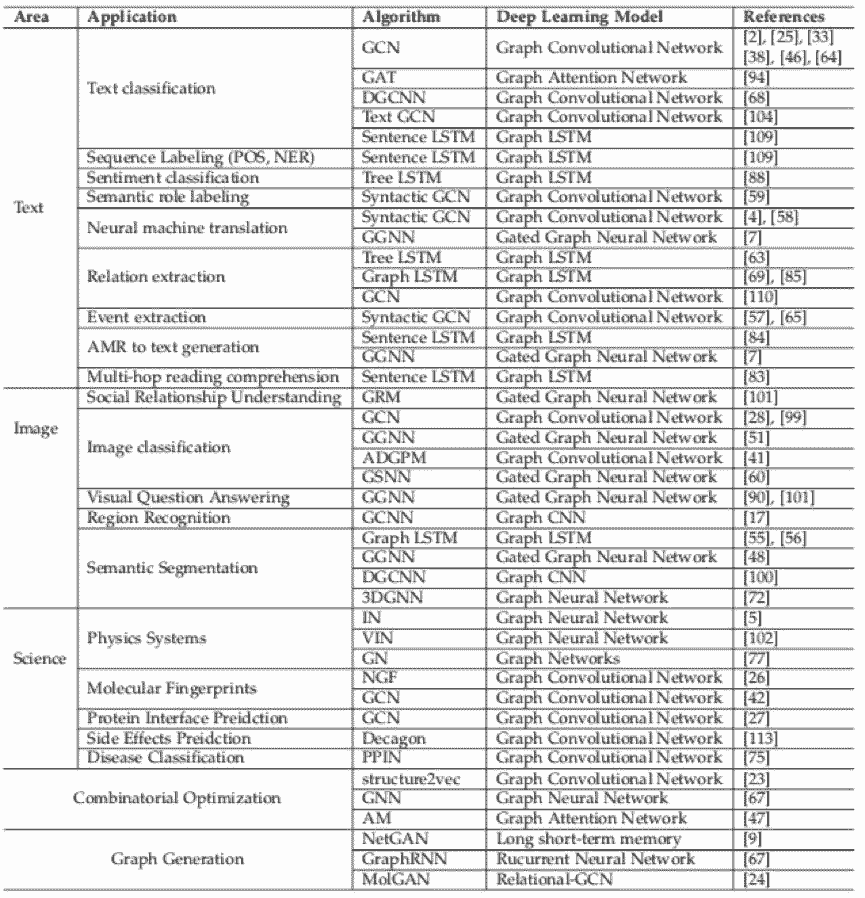 Area Application Algorithm Deep Learning Model References
Text Text classification GCN Graph Convolutional Network [2], [25], [33]
[38], [46], [64]
GAT Graph Attention Network [94]
DGCNN Graph Convolutional Network [68]
Text GCN Graph Convolutional Network [104]
Sentence LSTM Graph LSTM [109]
Sequence Labeling (POS, NER) Sentence LSTM Graph LSTM [109]
Sentiment classification Tree LSTM Graph LSTM [88]
Semantic role labeling Syntactic GCN Graph Convolutional Network [59]
Neural machine translation Syntactic GCN Graph Convolutional Network [4], [58]
GGNN Gated Graph Neural Network [7]
Relation extraction Tree LSTM Graph LSTM [63]
Graph LSTM Graph LSTM [69], [85]
GCN Graph Convolutional Network [110]
Event extraction Syntactic GCN Graph Convolutional Network [57], [65]
AMR to text generation Sentence LSTM Graph LSTM [84]
GGNN Gated Graph Neural Network [7]
Multi-hop reading comprehension Sentence LSTM Graph LSTM [83]
Image Social Relationship Understanding GRM Gated Graph Neural Network [101]
Image classification GCN Graph Convolutional Network [28], [99]
GGNN Gated Graph Neural Network [51]
ADGPM Graph Convolutional Network [41]
GSNN Gated Graph Neural Network [60]
Visual Question Answering GGNN Gated Graph Neural Network [90], [101]
Region Recognition GCNN Graph CNN [17]
Semantic Segmentation Graph LSTM Graph LSTM [55], [56]
GGNN Gated Graph Neural Network [48]
DGCNN Graph CNN [100]
3DGNN Graph Neural Network [72]
Science Physics Systems IN Graph Neural Network [5]
VIN Graph Neural Network [102]
GN Graph Networks [77]
Molecular Fingerprints NGF Graph Convolutional Network [26]
GCN Graph Convolutional Network [42]
Protein Interface Preidction GCN Graph Convolutional Network [27]
Side Effects Preidction Decagon Graph Convolutional Network [113]
Disease Classification PPIN Graph Convolutional Network [75]
Combinatorial Optimization structure2vec Graph Convolutional Network [23]
GNN Graph Neural Network [67]
AM Graph Attention Network [47]
Graph Generation NetGAN Long short-term memory [9]
GraphRNN Rucurrent Neural Network [67]
MolGAN Relational-GCN [24]